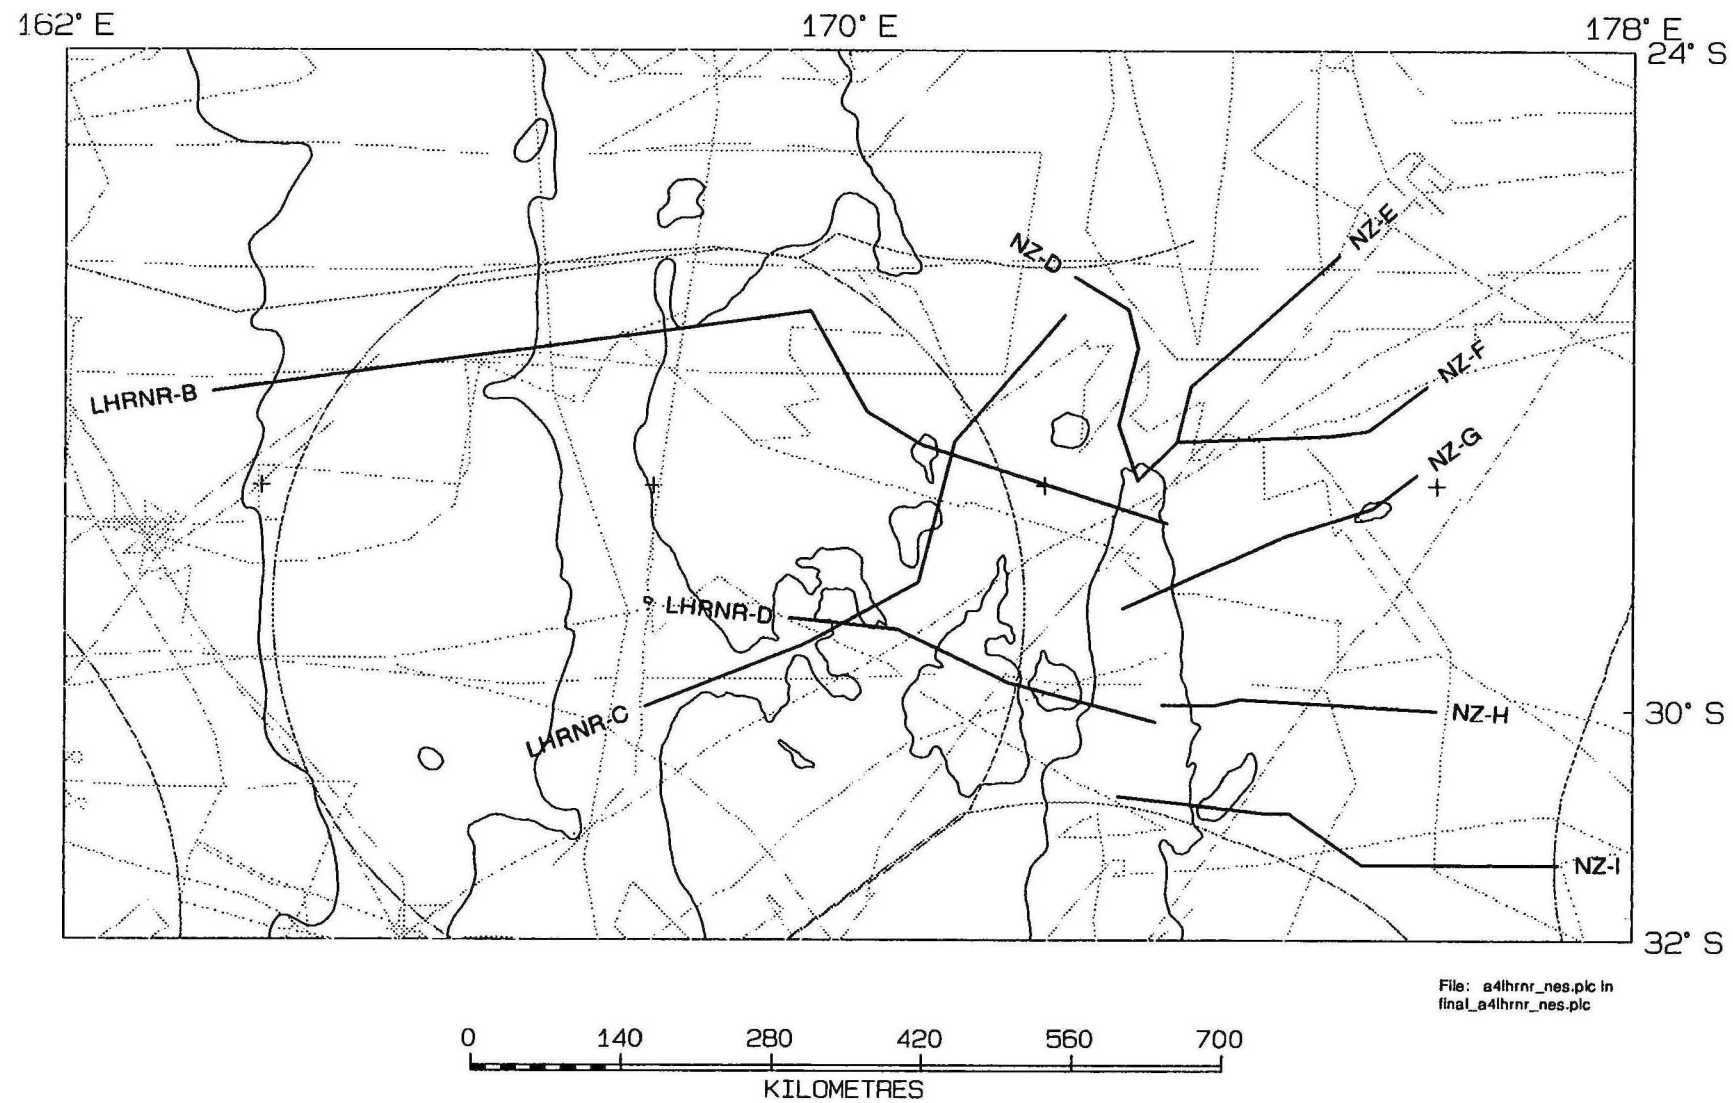 162° E 170° E 178° E
24° S
NZ-D
NZ-E
NZ-F
LHRNR-B
NZ-G
LHRNR-D
LHRNR-C
NZ-H
30° S
NZ-I
32° S
File: a4lhrnr_nes.plc in
final_a4lhrnr_nes.plc
0 140 280 420 560 700
KILOMETRES